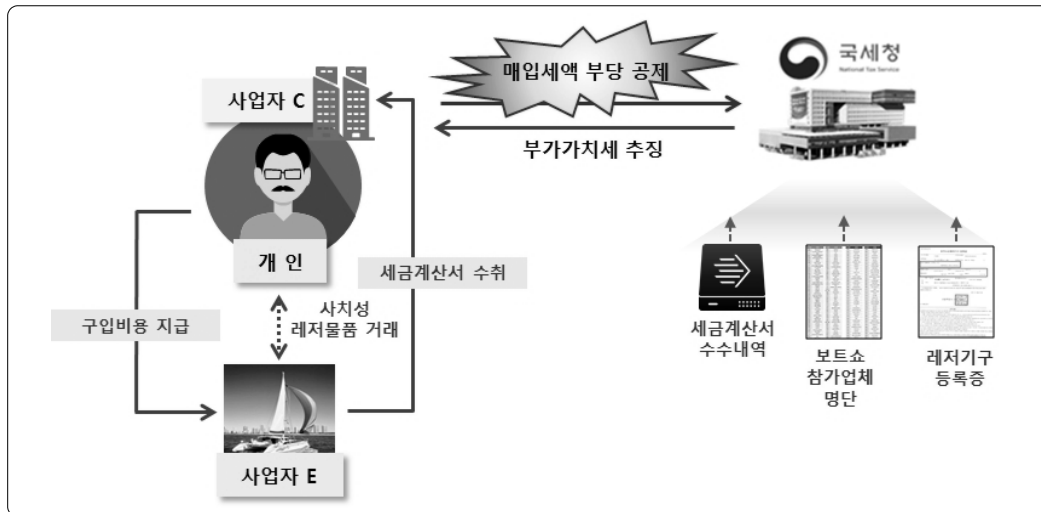 매입세액 부당 공제
국세청
National Tax Service
사업자 C
부가가치세 추징
개 인
세금계산서 수취
사치성
레저물품 거래
구입비용 지급
사업자 E
세금계산서
수수내역
보트쇼
참가업체
명단
레저기구
등록증